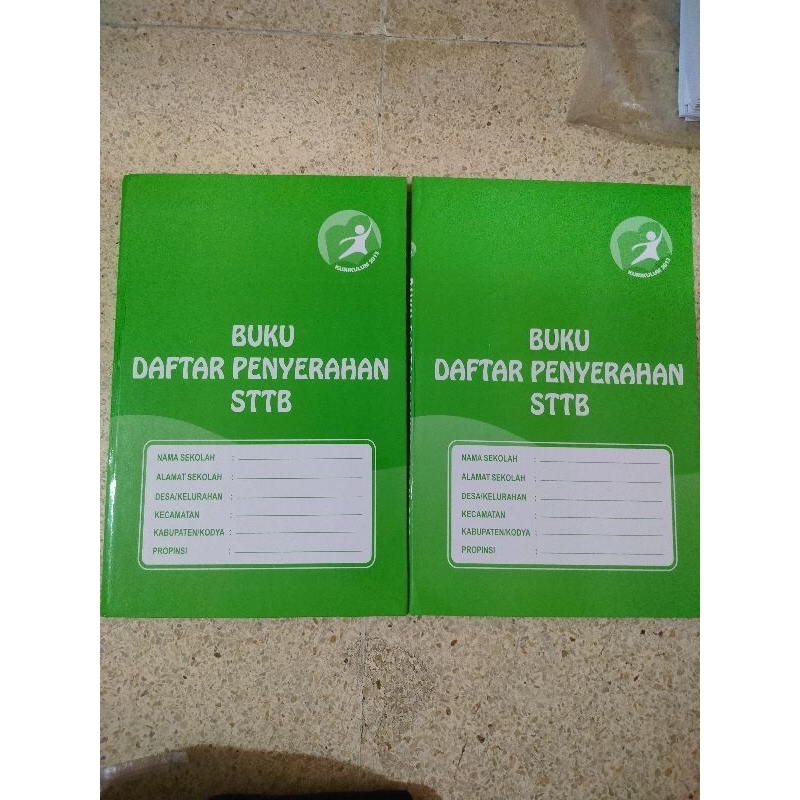 KURIKULUM 2013
BUKU
DAFTAR PENYERAHAN
STTB
NAMA SEKOLAH :
ALAMAT SEKOLAH :
DESA/KELURAHAN :
KECAMATAN :
KABUPATEN/KODYA :
PROPINSI :
KURIKULUM 2013
BUKU
DAFTAR PENYERAHAN
STTB
NAMA SEKOLAH :
ALAMAT SEKOLAH :
DESA/KELURAHAN :
KECAMATAN :
KABUPATEN/KODYA :
PROPINSI :